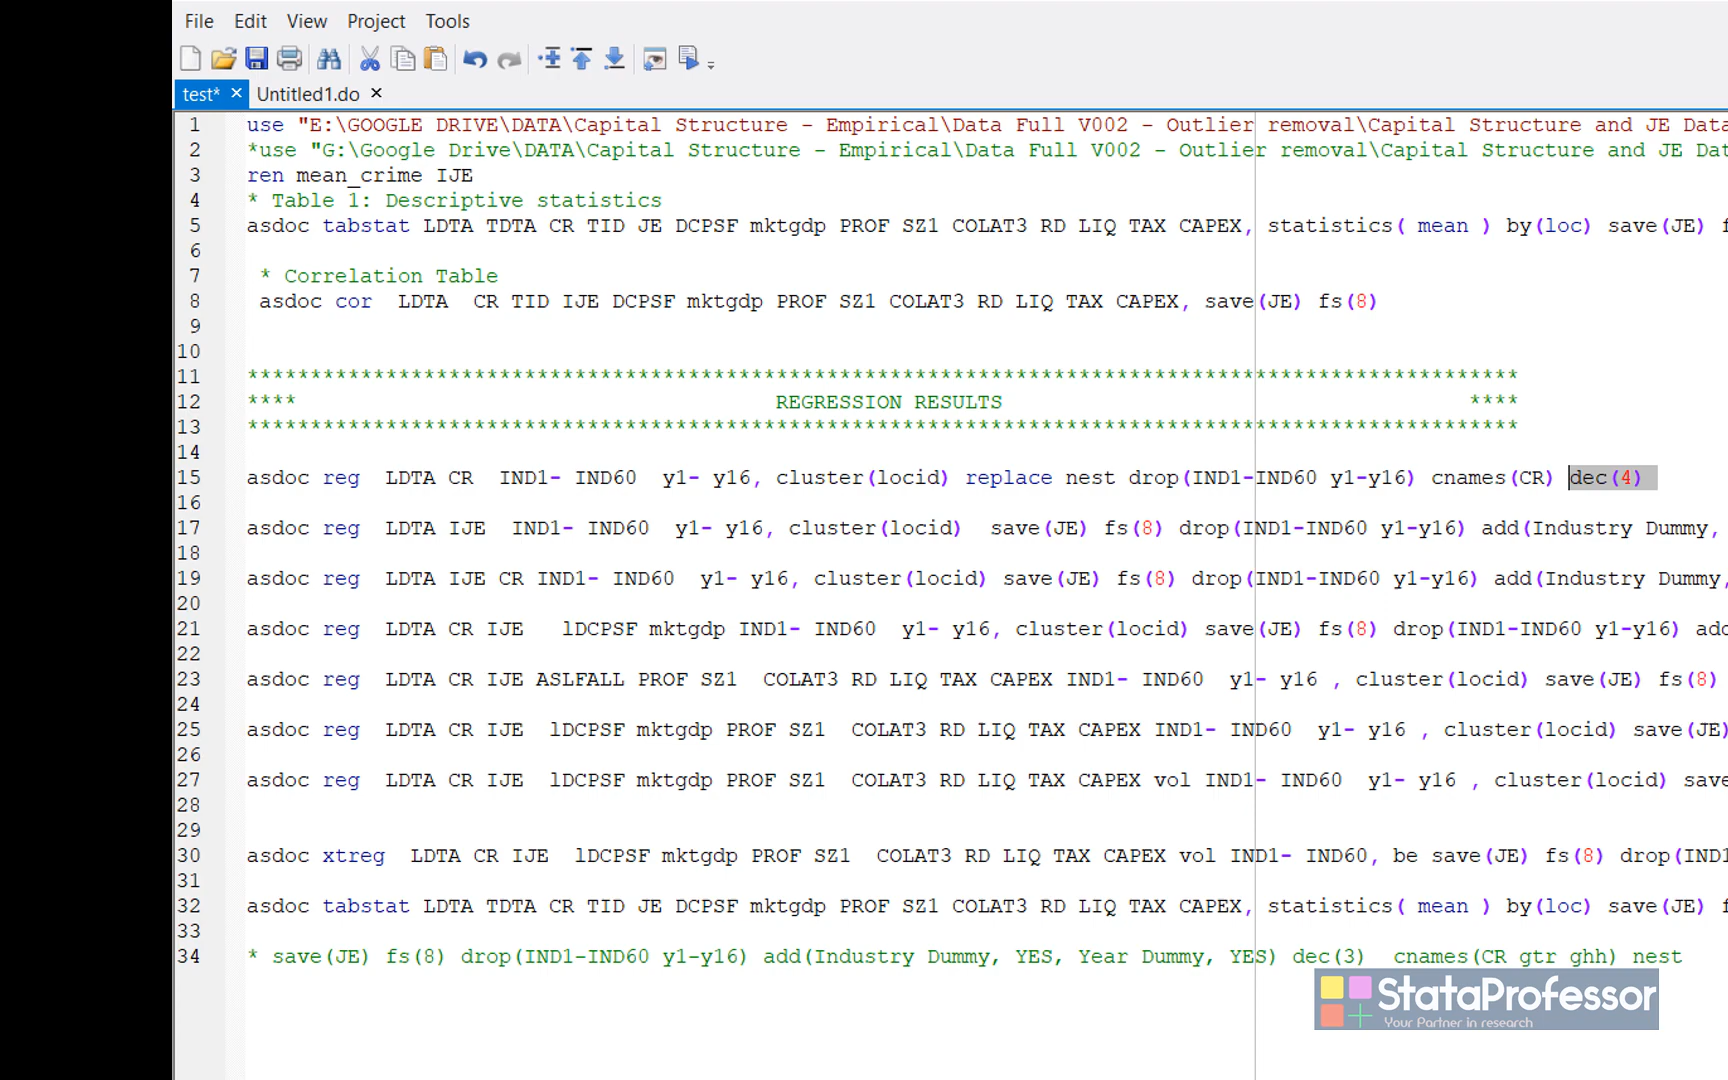 File Edit View Project Tools
test* × Untitled1.do ×
1 use "E:\GOOGLE DRIVE\DATA\Capital Structure - Empirical\Data Full V002 - Outlier removal\Capital Structure and JE Data
2 *use "G:\Google Drive\DATA\Capital Structure - Empirical\Data Full V002 - Outlier removal\Capital Structure and JE Dat
3 ren mean_crime IJE
4 * Table 1: Descriptive statistics
5 asdoc tabstat LDTA TDTA CR TID JE DCPSF mktgdp PROF SZ1 COLAT3 RD LIQ TAX CAPEX, statistics( mean ) by(loc) save(JE) f
6
7 * Correlation Table
8 asdoc cor LDTA CR TID IJE DCPSF mktgdp PROF SZ1 COLAT3 RD LIQ TAX CAPEX, save(JE) fs(8)
9
10
11 *****************************************************************************************************
12 **** REGRESSION RESULTS ****
13 *****************************************************************************************************
14
15 asdoc reg LDTA CR IND1- IND60 y1- y16, cluster(locid) replace nest drop(IND1-IND60 y1-y16) cnames(CR) dec(4)
16
17 asdoc reg LDTA IJE IND1- IND60 y1- y16, cluster(locid) save(JE) fs(8) drop(IND1-IND60 y1-y16) add(Industry Dummy,
18
19 asdoc reg LDTA IJE CR IND1- IND60 y1- y16, cluster(locid) save(JE) fs(8) drop(IND1-IND60 y1-y16) add(Industry Dummy,
20
21 asdoc reg LDTA CR IJE lDCPSF mktgdp IND1- IND60 y1- y16, cluster(locid) save(JE) fs(8) drop(IND1-IND60 y1-y16) add
22
23 asdoc reg LDTA CR IJE ASLFALL PROF SZ1 COLAT3 RD LIQ TAX CAPEX IND1- IND60 y1- y16 , cluster(locid) save(JE) fs(8)
24
25 asdoc reg LDTA CR IJE lDCPSF mktgdp PROF SZ1 COLAT3 RD LIQ TAX CAPEX IND1- IND60 y1- y16 , cluster(locid) save(JE)
26
27 asdoc reg LDTA CR IJE lDCPSF mktgdp PROF SZ1 COLAT3 RD LIQ TAX CAPEX vol IND1- IND60 y1- y16 , cluster(locid) save
28
29
30 asdoc xtreg LDTA CR IJE lDCPSF mktgdp PROF SZ1 COLAT3 RD LIQ TAX CAPEX vol IND1- IND60, be save(JE) fs(8) drop(IND1
31
32 asdoc tabstat LDTA TDTA CR TID JE DCPSF mktgdp PROF SZ1 COLAT3 RD LIQ TAX CAPEX, statistics( mean ) by(loc) save(JE) f
33
34 * save(JE) fs(8) drop(IND1-IND60 y1-y16) add(Industry Dummy, YES, Year Dummy, YES) dec(3) cnames(CR gtr ghh) nest
StataProfessor
Your Partner in research